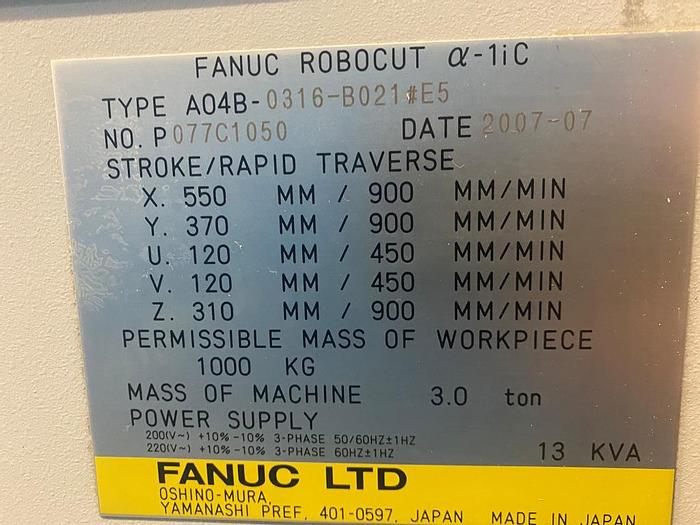 FANUC ROBOCUT α-1iC
TYPE A04B-0316-B021#E5
NO. P077C1050 DATE 2007-07
STROKE/RAPID TRAVERSE
X. 550 MM / 900 MM/MIN
Y. 370 MM / 900 MM/MIN
U. 120 MM / 450 MM/MIN
V. 120 MM / 450 MM/MIN
Z. 310 MM / 900 MM/MIN
PERMISSIBLE MASS OF WORKPIECE
1000 KG
MASS OF MACHINE 3.0 ton
POWER SUPPLY
200(V~) +10% -10% 3-PHASE 50/60HZ±1HZ
220(V~) +10% -10% 3-PHASE 60HZ±1HZ 13 KVA
FANUC LTD
OSHINO-MURA,
YAMANASHI PREF. 401-0597, JAPAN MADE IN JAPAN